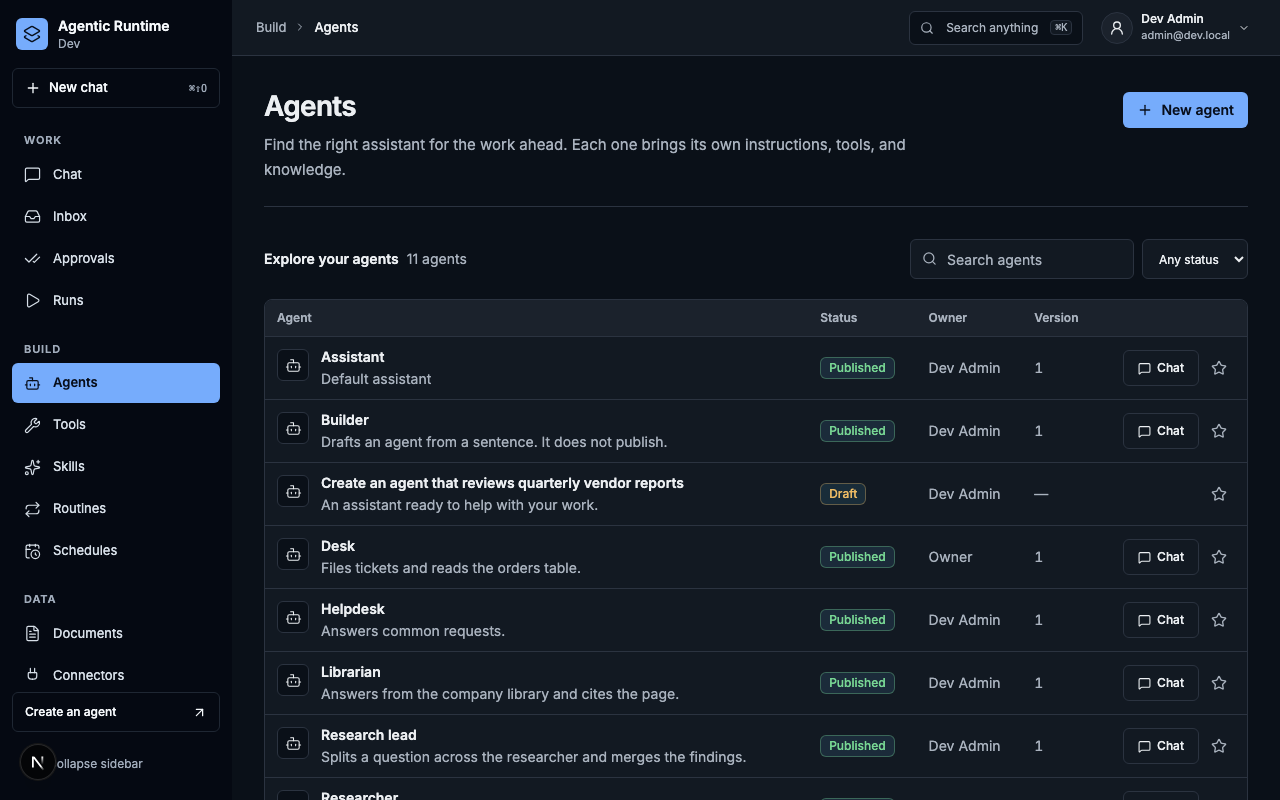 Agentic Runtime
Dev
New chat ⌘⇧O
WORK
Chat
Inbox
Approvals
Runs
BUILD
Agents
Tools
Skills
Routines
Schedules
DATA
Documents
Connectors
Create an agent
N
ollapse sidebar
Build > Agents
Search anything ⌘K
Dev Admin
admin@dev.local
Agents
New agent
Find the right assistant for the work ahead. Each one brings its own instructions, tools, and
knowledge.
Explore your agents 11 agents
Search agents
Any status
Agent Status Owner Version
Assistant
Default assistant
Published Dev Admin 1 Chat
Builder
Drafts an agent from a sentence. It does not publish.
Published Dev Admin 1 Chat
Create an agent that reviews quarterly vendor reports
An assistant ready to help with your work.
Draft Dev Admin —
Desk
Files tickets and reads the orders table.
Published Owner 1 Chat
Helpdesk
Answers common requests.
Published Dev Admin 1 Chat
Librarian
Answers from the company library and cites the page.
Published Dev Admin 1 Chat
Research lead
Splits a question across the researcher and merges the findings.
Published Dev Admin 1 Chat
Researcher